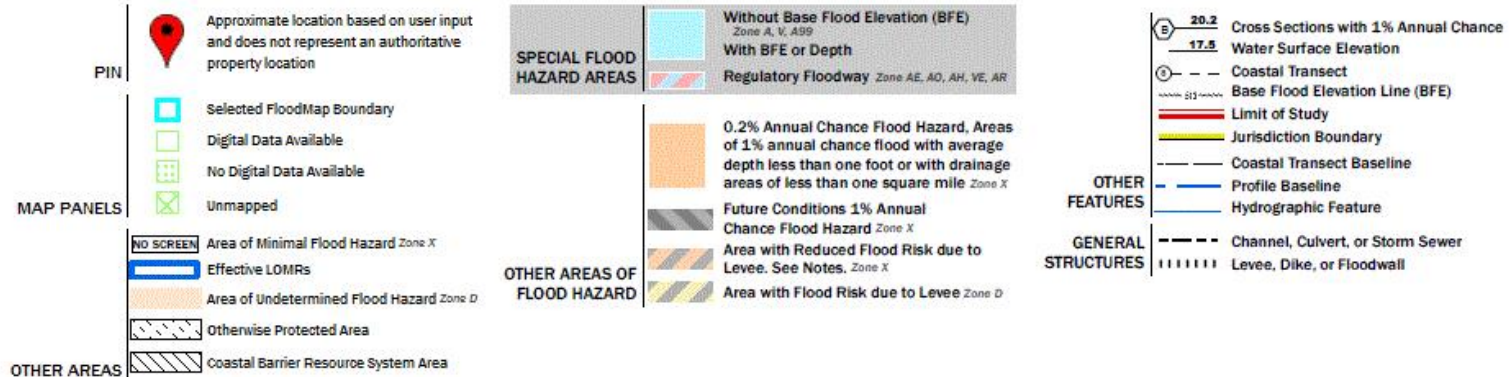 PIN
Approximate location based on user input
and does not represent an authoritative
property location
MAP PANELS
Selected FloodMap Boundary
Digital Data Available
No Digital Data Available
Unmapped
OTHER AREAS
NO SCREEN Area of Minimal Flood Hazard Zone X
Effective LOMRs
Area of Undetermined Flood Hazard Zone D
Otherwise Protected Area
Coastal Barrier Resource System Area
SPECIAL FLOOD
HAZARD AREAS
Without Base Flood Elevation (BFE)
Zone A, V, A99
With BFE or Depth
Regulatory Floodway Zone AE, AO, AH, VE, AR
OTHER AREAS OF
FLOOD HAZARD
0.2% Annual Chance Flood Hazard, Areas
of 1% annual chance flood with average
depth less than one foot or with drainage
areas of less than one square mile Zone X
Future Conditions 1% Annual
Chance Flood Hazard Zone X
Area with Reduced Flood Risk due to
Levee. See Notes. Zone X
Area with Flood Risk due to Levee Zone D
OTHER
FEATURES
B 20.2 Cross Sections with 1% Annual Chance
17.5 Water Surface Elevation
8 Coastal Transect
513 Base Flood Elevation Line (BFE)
Limit of Study
Jurisdiction Boundary
Coastal Transect Baseline
Profile Baseline
Hydrographic Feature
GENERAL
STRUCTURES
Channel, Culvert, or Storm Sewer
Levee, Dike, or Floodwall